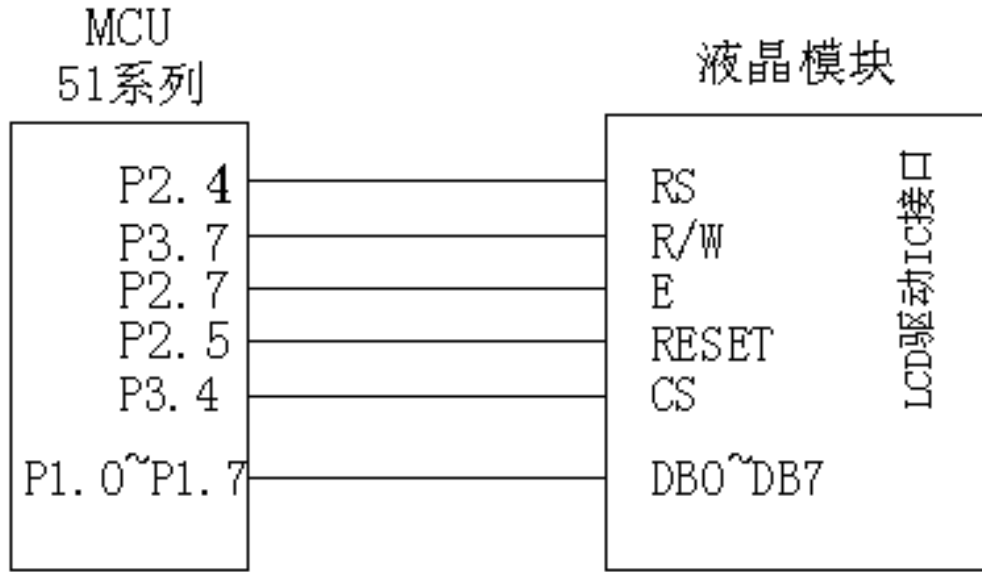 MCU
51系列
液晶模块
P2.4
P3.7
P2.7
P2.5
P3.4
P1.0~P1.7
RS
R/W
E
RESET
CS
DB0~DB7
LCD驱动IC接口